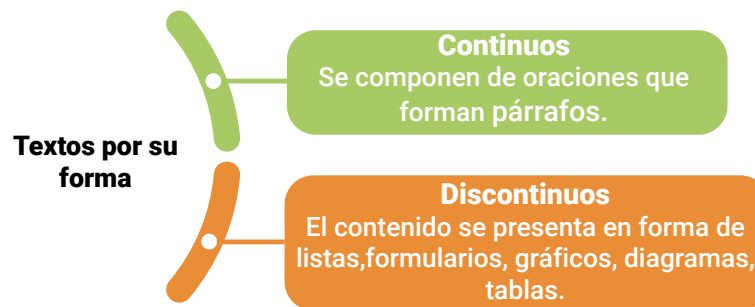 Textos por su
forma
Continuos
Se componen de oraciones que
forman párrafos.
Discontinuos
El contenido se presenta en forma de
listas,formularios, gráficos, diagramas,
tablas.